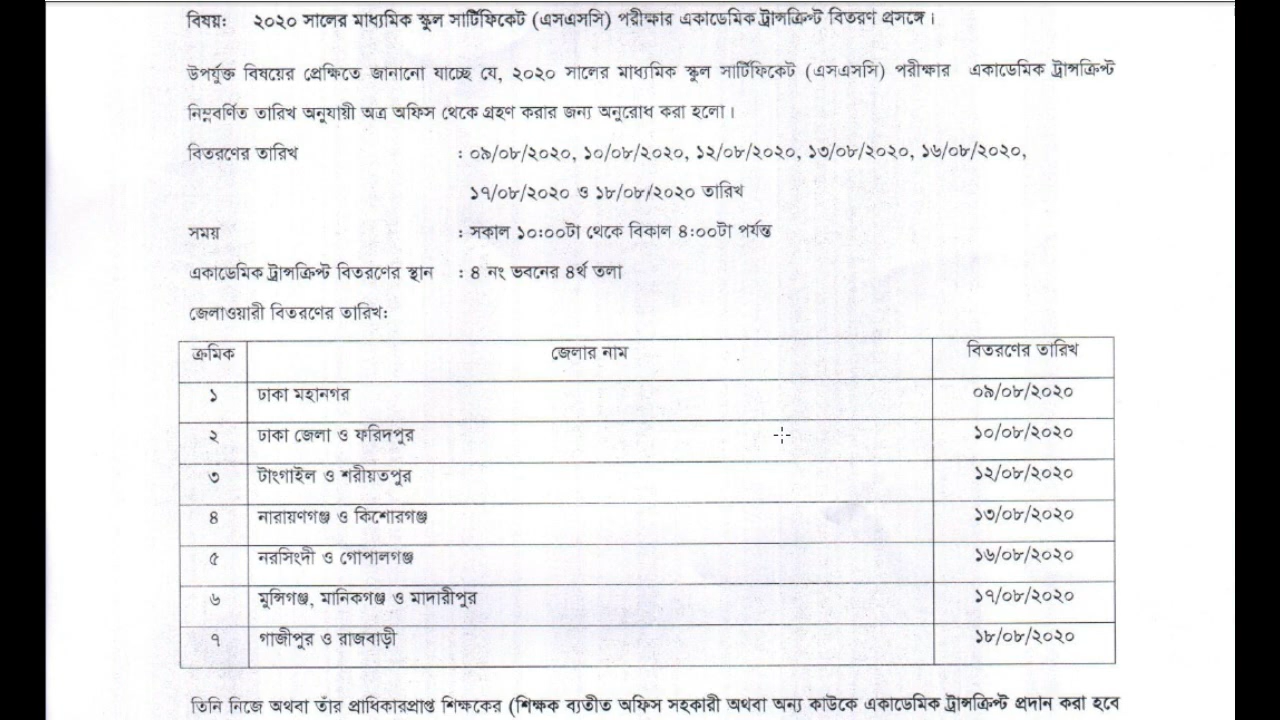 বিষয়: ২০২০ সালের মাধ্যমিক স্কুল সার্টিফিকেট (এসএসসি) পরীক্ষার একাডেমিক ট্রান্সক্রিপ্ট বিতরণ প্রসঙ্গে।
উপর্যুক্ত বিষয়ের প্রেক্ষিতে জানানো যাচ্ছে যে, ২০২০ সালের মাধ্যমিক স্কুল সার্টিফিকেট (এসএসসি) পরীক্ষার একাডেমিক ট্রান্সক্রিপ্ট
নিম্নবর্ণিত তারিখ অনুযায়ী অত্র অফিস থেকে গ্রহণ করার জন্য অনুরোধ করা হলো।
বিতরণের তারিখ : ০৯/০৮/২০২০, ১০/০৮/২০২০, ১২/০৮/২০২০, ১৩/০৮/২০২০, ১৬/০৮/২০২০,
১৭/০৮/২০২০ ও ১৮/০৮/২০২০ তারিখ
সময় : সকাল ১০:০০টা থেকে বিকাল ৪:০০টা পর্যন্ত
একাডেমিক ট্রান্সক্রিপ্ট বিতরণের স্থান : ৪ নং ভবনের ৪র্থ তলা
জেলাওয়ারী বিতরণের তারিখ:
ক্রমিক জেলার নাম বিতরণের তারিখ
১ ঢাকা মহানগর ০৯/০৮/২০২০
২ ঢাকা জেলা ও ফরিদপুর ১০/০৮/২০২০
৩ টাংগাইল ও শরীয়তপুর ১২/০৮/২০২০
৪ নারায়ণগঞ্জ ও কিশোরগঞ্জ ১৩/০৮/২০২০
৫ নরসিংদী ও গোপালগঞ্জ ১৬/০৮/২০২০
৬ মুন্সিগঞ্জ, মানিকগঞ্জ ও মাদারীপুর ১৭/০৮/২০২০
৭ গাজীপুর ও রাজবাড়ী ১৮/০৮/২০২০
তিনি নিজে অথবা তাঁর প্রাধিকারপ্রাপ্ত শিক্ষকের (শিক্ষক ব্যতীত অফিস সহকারী অথবা অন্য কাউকে একাডেমিক ট্রান্সক্রিপ্ট প্রদান করা হবে